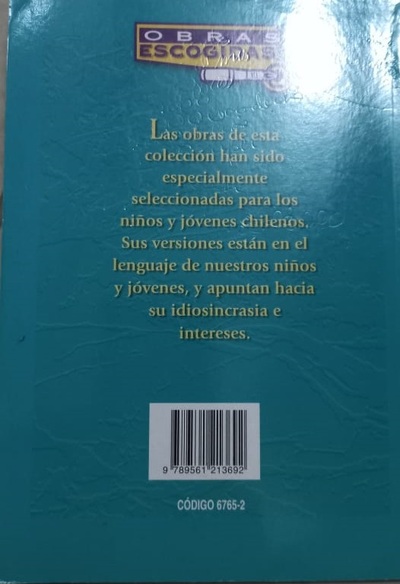 OBRAS
ESCOGIDAS
Las obras de esta
colección han sido
especialmente
seleccionadas para los
niños y jóvenes chilenos.
Sus versiones están en el
lenguaje de nuestros niños
y jóvenes, y apuntan hacia
su idiosincrasia e
intereses.
9 789561 213692
CÓDIGO 6765-2